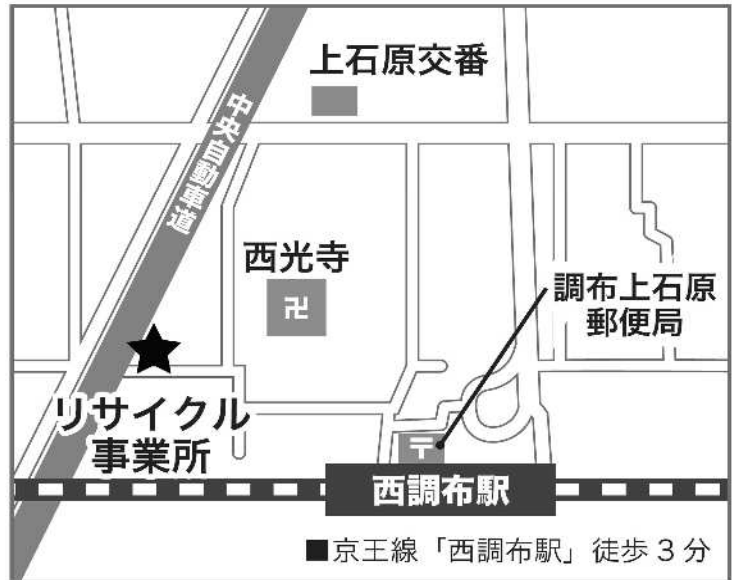 上石原交番
中央自動車道
西光寺
卍
調布上石原
郵便局
リサイクル
事業所
〒
西調布駅
■京王線「西調布駅」徒歩3分